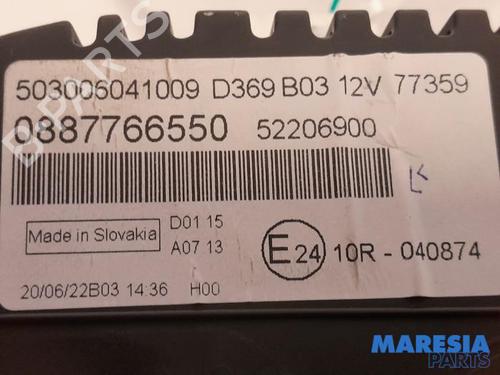 503006041009 D369 B03 12V 77359
0887766550 52206900
Made in Slovakia
D01 15
A07 13
E24 10R - 040874
20/06/22B03 14:36 H00
B-PARTS
MARESIA
PARTS